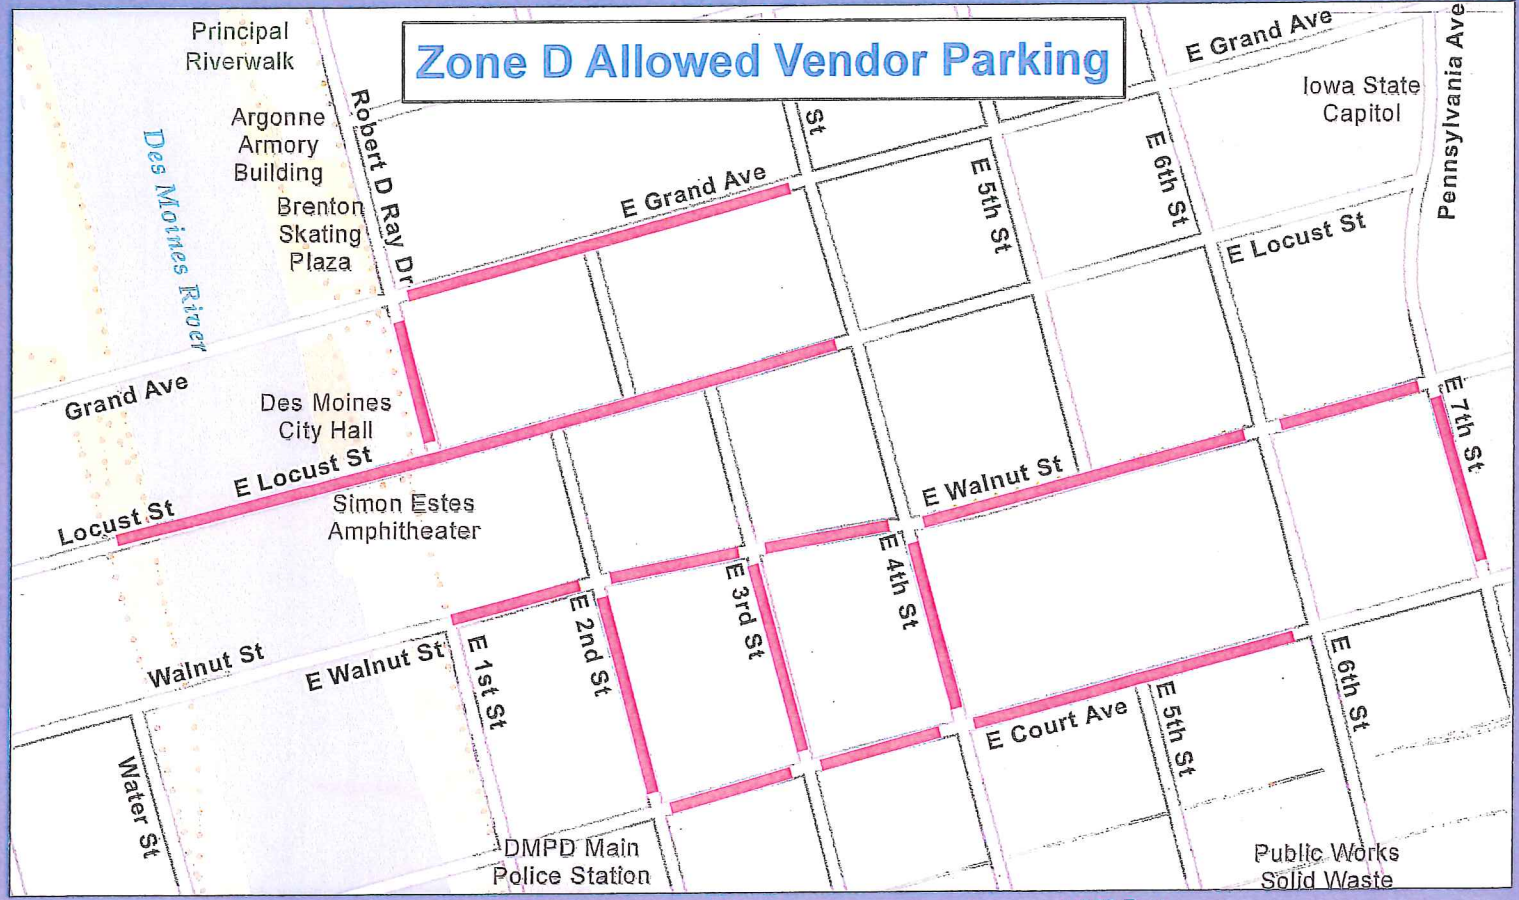 Zone D Allowed Vendor Parking
Principal
Riverwalk
Argonne
Armory
Building
Brenton
Skating
Plaza
Robert D Ray Dr
Des Moines River
St
E Grand Ave
E Grand Ave
Iowa State
Capitol
Pennsylvania Ave
E 5th St
E 6th St
E Locust St
Grand Ave
Des Moines
City Hall
E Locust St
Locust St
Simon Estes
Amphitheater
E Walnut St
E 7th St
E 4th St
E 3rd St
E 2nd St
E 1st St
Walnut St
E Walnut St
Water St
E Court Ave
E 5th St
E 6th St
DMPD Main
Police Station
Public Works
Solid Waste